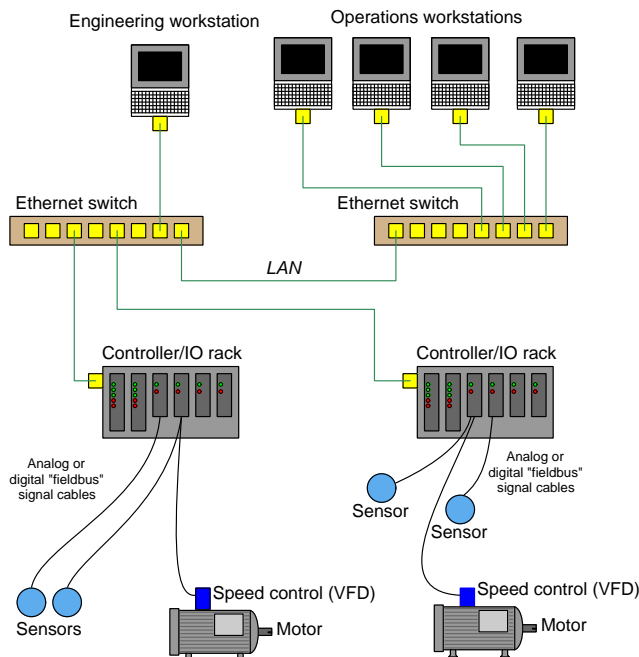 Engineering workstation
Operations workstations
Ethernet switch
Ethernet switch
LAN
Controller/IO rack
Controller/IO rack
Analog or
digital "fieldbus"
signal cables
Analog or
digital "fieldbus"
signal cables
Sensor
Sensor
Speed control (VFD)
Speed control (VFD)
Sensors
Motor
Motor